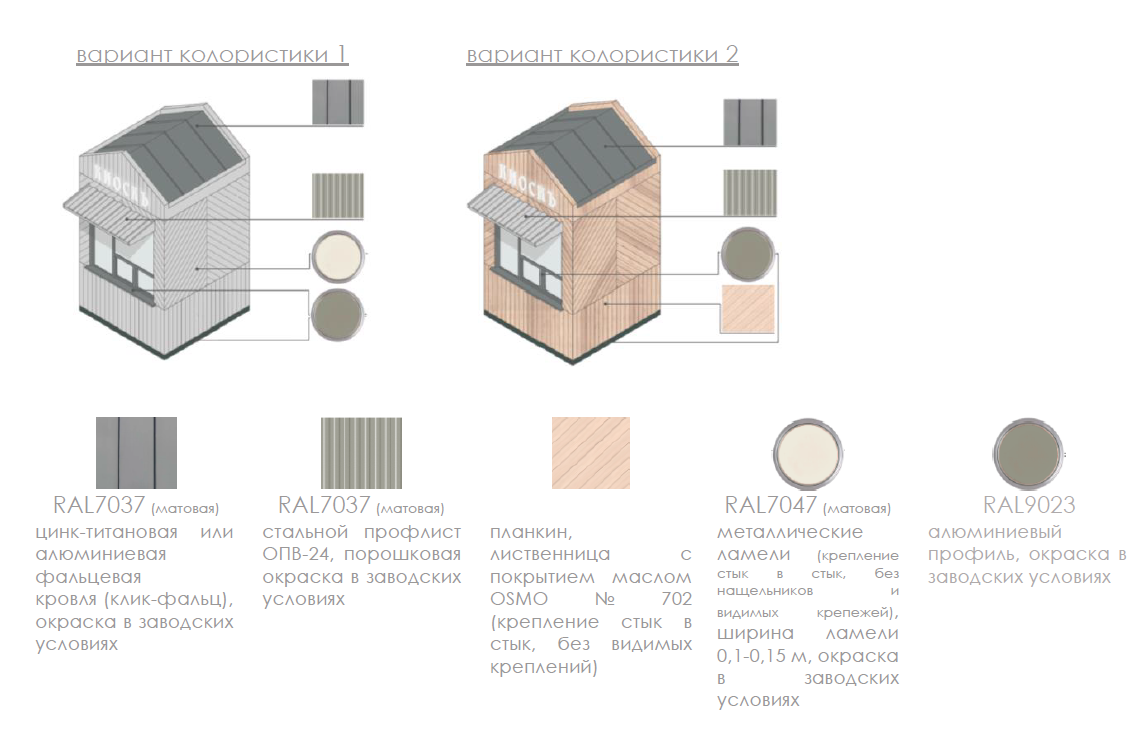 вариант колористики 1
вариант колористики 2
КИОСКЪ
КИОСКЪ
RAL7037 (матовая)
цинк-титановая или
алюминиевая
фальцевая
кровля (клик-фальц),
окраска в заводских
условиях
RAL7037 (матовая)
стальной профлист
ОПВ-24, порошковая
окраска в заводских
условиях
планкин,
лиственница с
покрытием маслом
OSMO № 702
(крепление стык в
стык, без видимых
креплений)
RAL7047 (матовая)
металлические
ламели (крепление
стык в стык, без
нащельников и
видимых крепежей),
ширина ламели
0,1-0,15 м, окраска
в заводских
условиях
RAL9023
алюминиевый
профиль, окраска в
заводских условиях